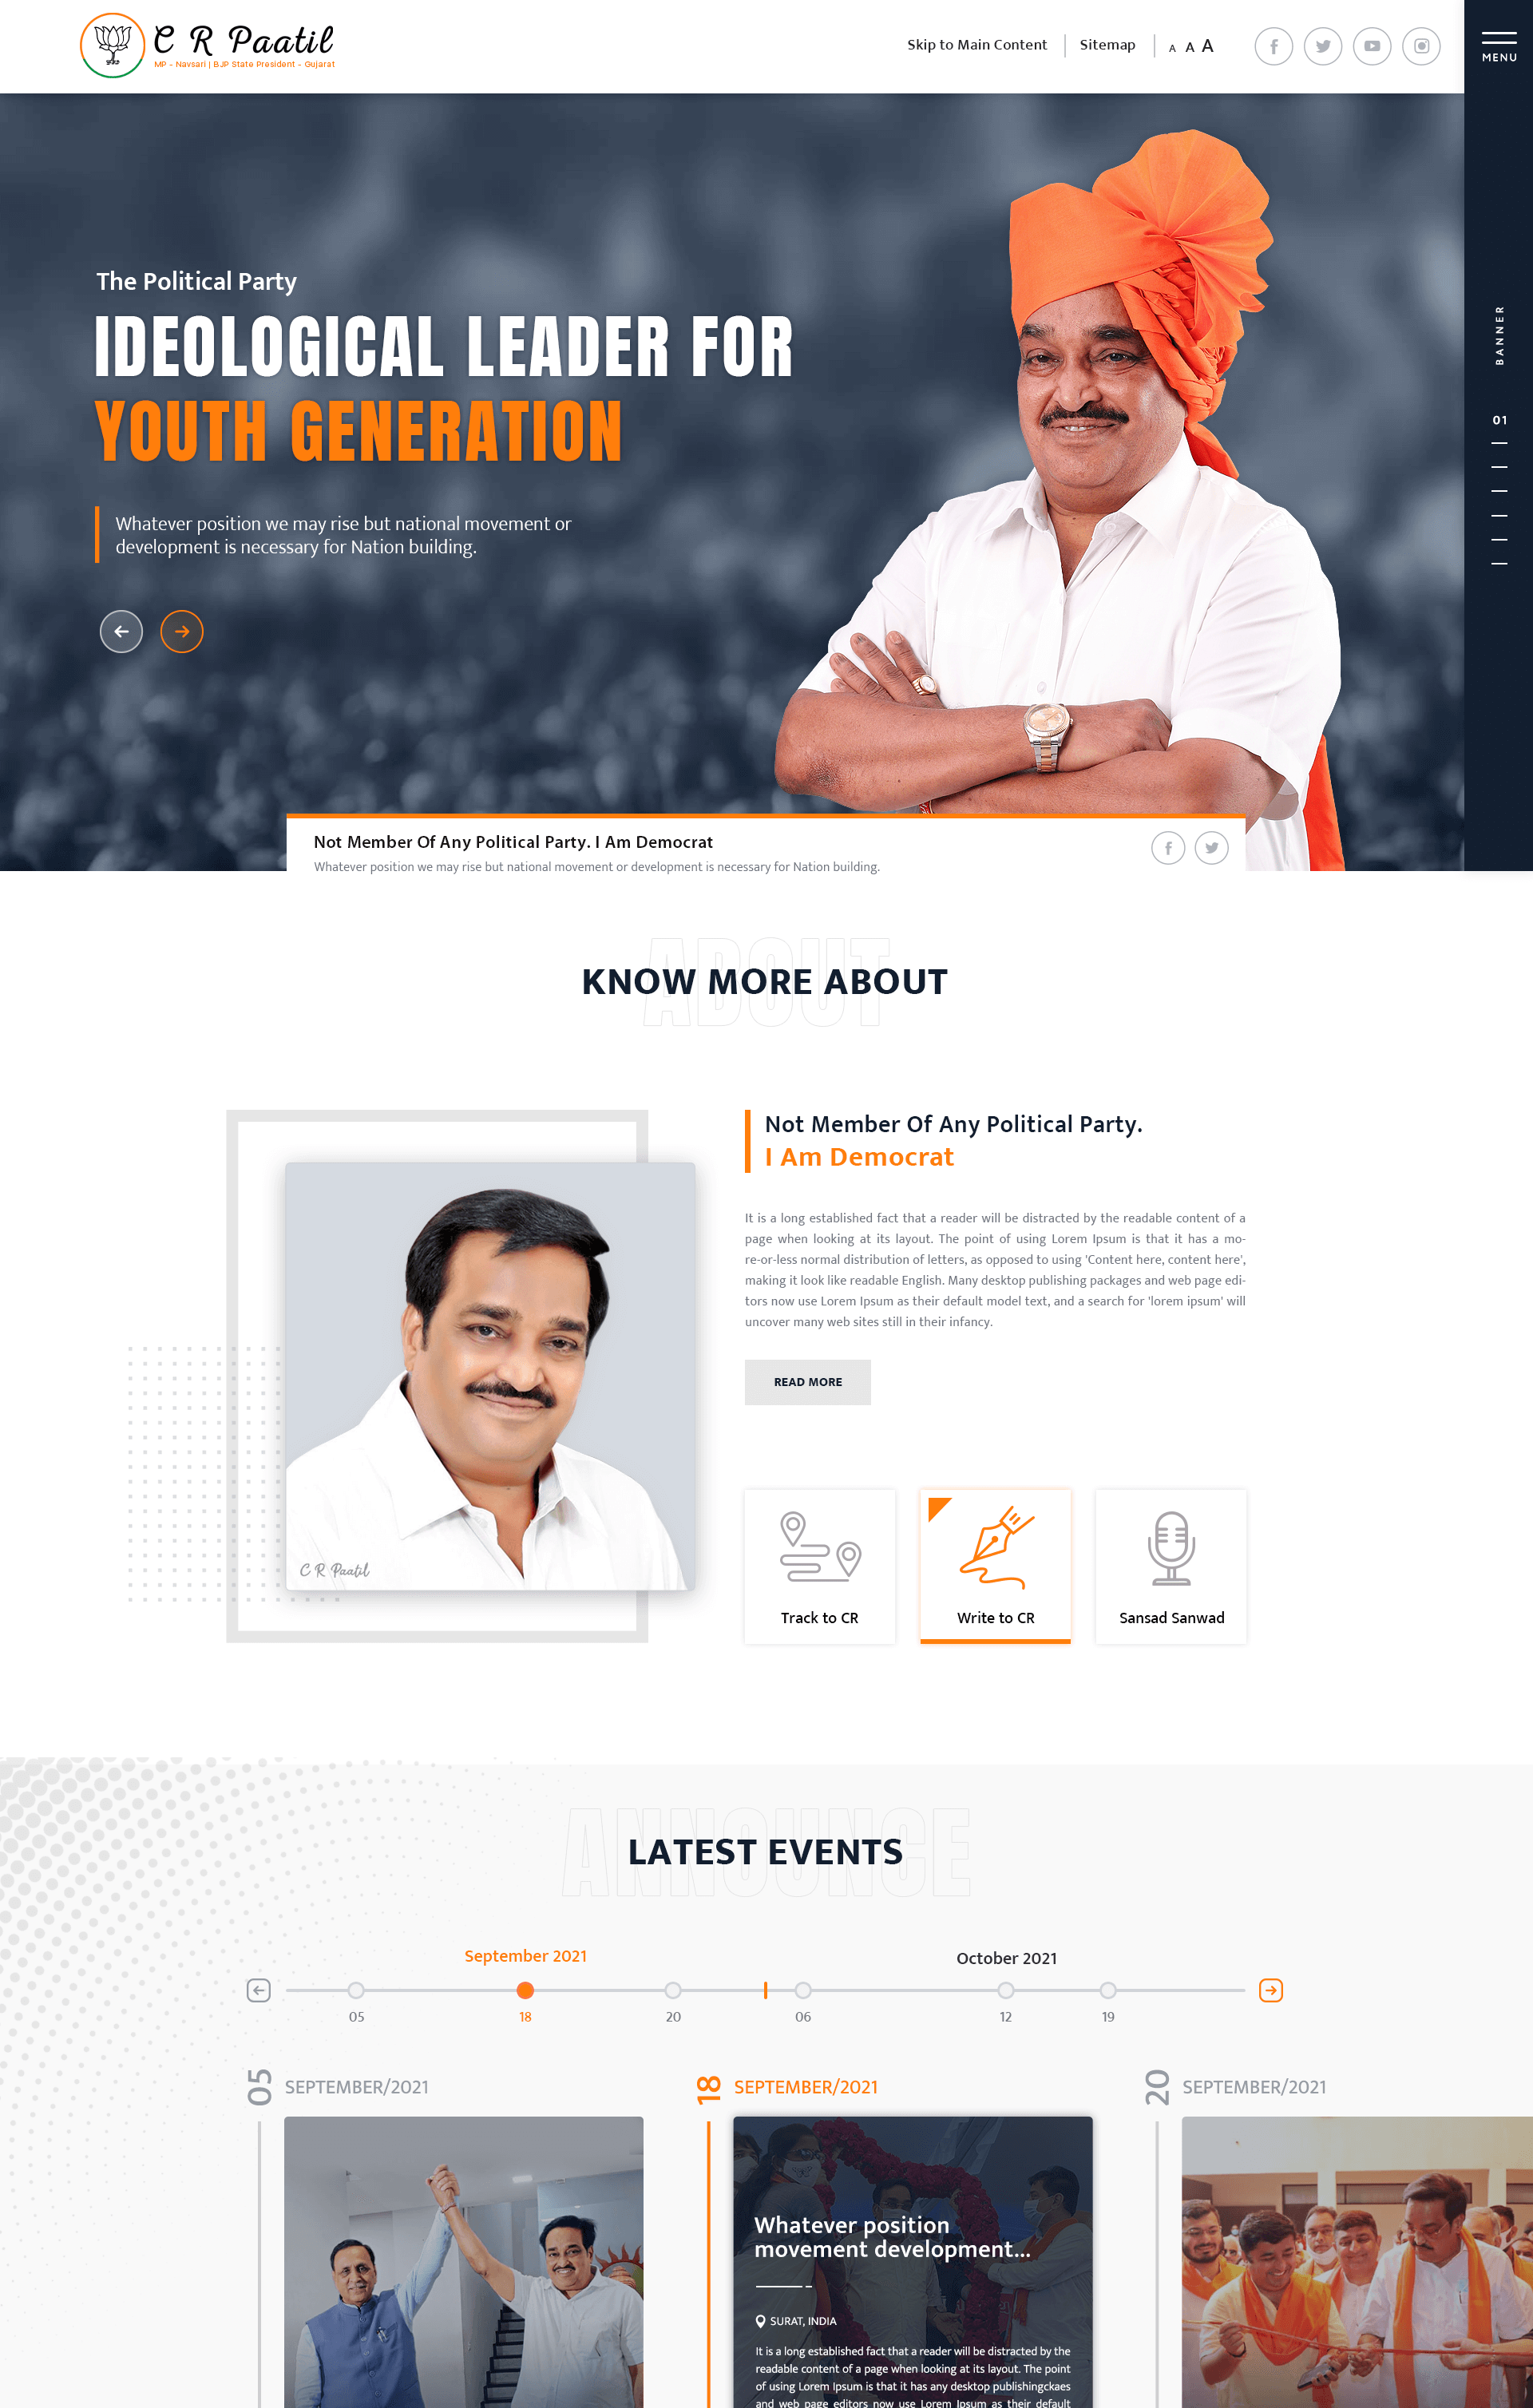 C R Paatil
MP - Navsari | BJP State President - Gujarat
Skip to Main Content
Sitemap
A A A
MENU
BANNER
01
The Political Party
IDEOLOGICAL LEADER FOR
YOUTH GENERATION
Whatever position we may rise but national movement or
development is necessary for Nation building.
Not Member Of Any Political Party. I Am Democrat
Whatever position we may rise but national movement or development is necessary for Nation building.
ABOUT
KNOW MORE ABOUT
C R Paatil
Not Member Of Any Political Party.
I Am Democrat
It is a long established fact that a reader will be distracted by the readable content of a
page when looking at its layout. The point of using Lorem Ipsum is that it has a mo-
re-or-less normal distribution of letters, as opposed to using 'Content here, content here',
making it look like readable English. Many desktop publishing packages and web page edi-
tors now use Lorem Ipsum as their default model text, and a search for 'lorem ipsum' will
uncover many web sites still in their infancy.
READ MORE
Track to CR
Write to CR
Sansad Sanwad
ANNOUNCE
LATEST EVENTS
September 2021
October 2021
05
18
20
06
12
19
05
SEPTEMBER/2021
18
SEPTEMBER/2021
20
SEPTEMBER/2021
Whatever position
movement development...
SURAT, INDIA
It is a long established fact that a reader will be distracted by the
readable content of a page when looking at its layout. The point
of using Lorem Ipsum is that it has any desktop publishingckaes
and web page editors now use Lorem Ipsum as their default